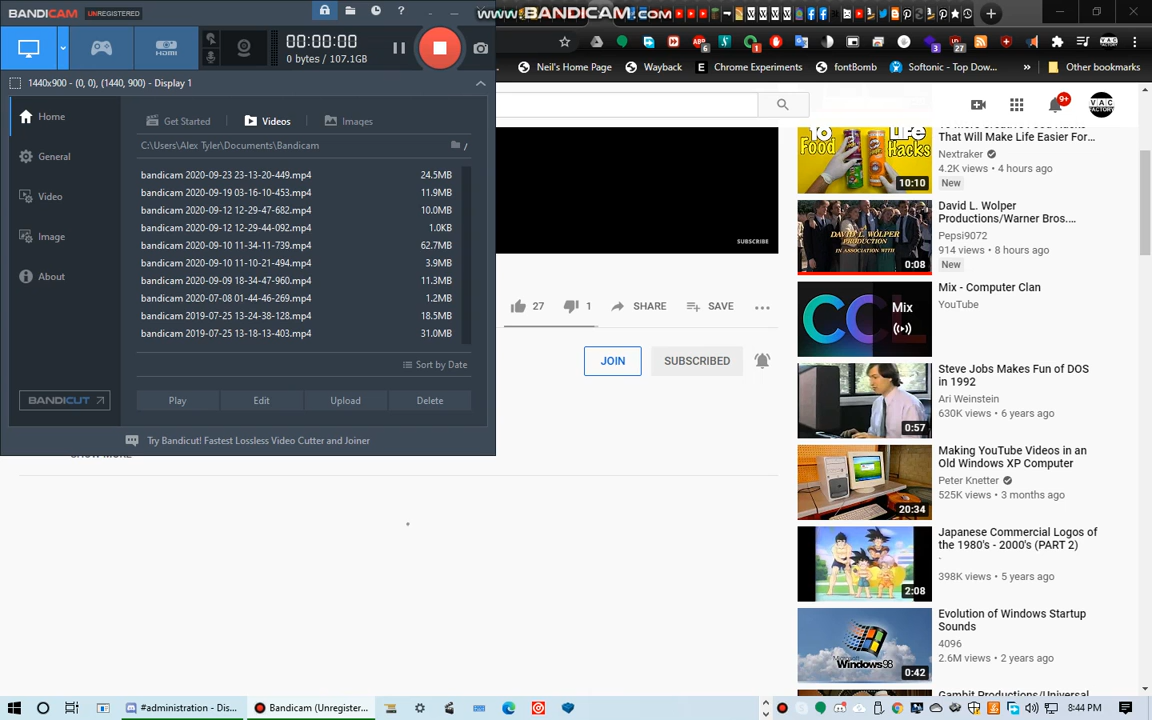 BANDICAM UNREGISTERED
www.BANDICAM.com
00:00:00
0 bytes / 107.1GB
HDMI
1440x900 - (0, 0), (1440, 900) - Display 1
Home
General
Video
Image
About
BANDICUT
Get Started
Videos
Images
C:\Users\Alex Tyler\Documents\Bandicam
bandicam 2020-09-23 23-13-20-449.mp4 24.5MB
bandicam 2020-09-19 03-16-10-453.mp4 11.9MB
bandicam 2020-09-12 12-29-47-682.mp4 10.0MB
bandicam 2020-09-12 12-29-44-092.mp4 1.0KB
bandicam 2020-09-10 11-34-11-739.mp4 62.7MB
bandicam 2020-09-10 11-10-21-494.mp4 3.9MB
bandicam 2020-09-09 18-34-47-960.mp4 11.3MB
bandicam 2020-07-08 01-44-46-269.mp4 1.2MB
bandicam 2019-07-25 13-24-38-128.mp4 18.5MB
bandicam 2019-07-25 13-18-13-403.mp4 31.0MB
Sort by Date
Play Edit Upload Delete
Try Bandicut! Fastest Lossless Video Cutter and Joiner
Neil's Home Page Wayback Chrome Experiments fontBomb Softonic - Top Dow... » Other bookmarks
9+
SUBSCRIBE
27 1 SHARE SAVE
JOIN SUBSCRIBED
That Will Make Life Easier For...
Nextraker
4.2K views • 4 hours ago
New
10:10
David L. Wolper
Productions/Warner Bros....
Pepsi9072
914 views • 8 hours ago
New
DAVID L. WOLPER
PRODUCTION
IN ASSOCIATION WITH
0:08
Mix - Computer Clan
YouTube
Mix
Steve Jobs Makes Fun of DOS
in 1992
Ari Weinstein
630K views • 6 years ago
0:57
Making YouTube Videos in an
Old Windows XP Computer
Peter Knetter
525K views • 3 months ago
20:34
Japanese Commercial Logos of
the 1980's - 2000's (PART 2)
398K views • 5 years ago
2:08
Evolution of Windows Startup
Sounds
4096
2.6M views • 2 years ago
Windows98
0:42
Gambit Productions/Universal
#administration - Dis...
Bandicam (Unregister...
8:44 PM